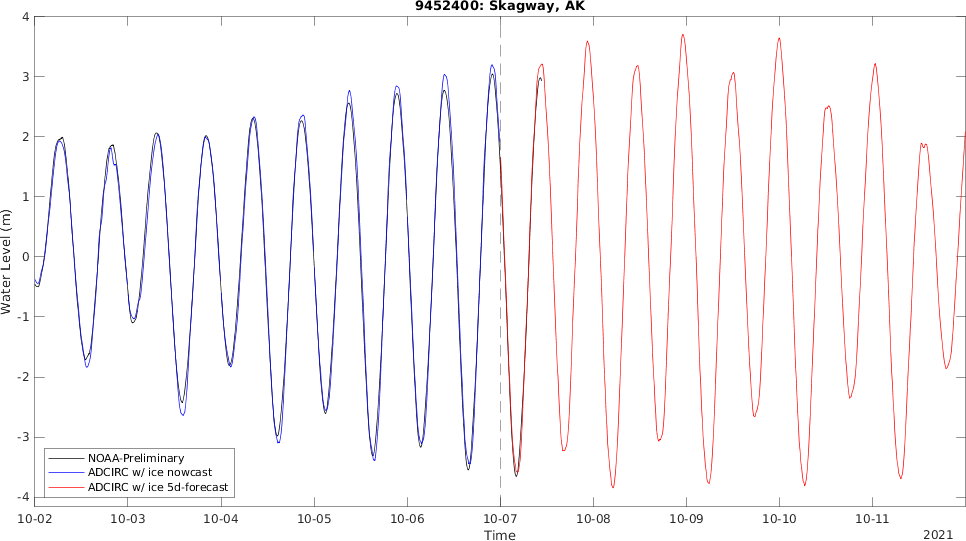 9452400: Skagway, AK
4
3
2
1
0
-1
-2
-3
-4
Water Level (m)
NOAA-Preliminary
ADCIRC w/ ice nowcast
ADCIRC w/ ice 5d-forecast
10-02 10-03 10-04 10-05 10-06 10-07 10-08 10-09 10-10 10-11
Time
2021